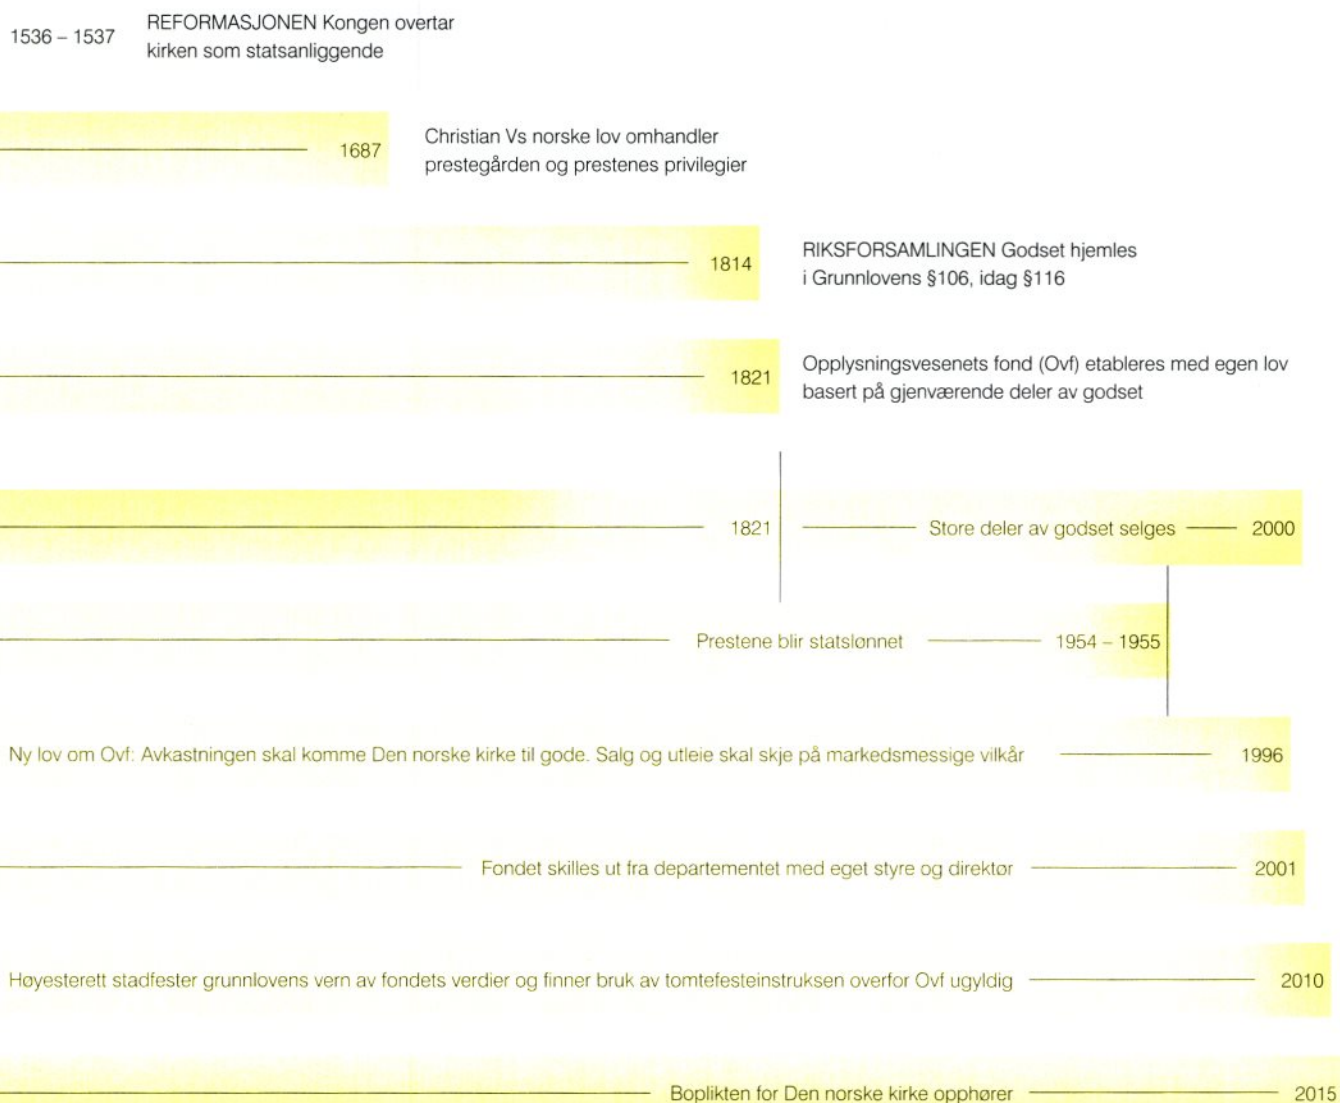 1536 – 1537 REFORMASJONEN Kongen overtar
kirken som statsanliggende
1687 Christian Vs norske lov omhandler
prestegården og prestenes privilegier
1814 RIKSFORSAMLINGEN Godset hjemles
i Grunnlovens §106, idag §116
1821 Opplysningsvesenets fond (Ovf) etableres med egen lov
basert på gjenværende deler av godset
1821 Store deler av godset selges 2000
Prestene blir statslønnet 1954 – 1955
Ny lov om Ovf: Avkastningen skal komme Den norske kirke til gode. Salg og utleie skal skje på markedsmessige vilkår 1996
Fondet skilles ut fra departementet med eget styre og direktør 2001
Høyesterett stadfester grunnlovens vern av fondets verdier og finner bruk av tomtefesteinstruksen overfor Ovf ugyldig 2010
Boplikten for Den norske kirke opphører 2015